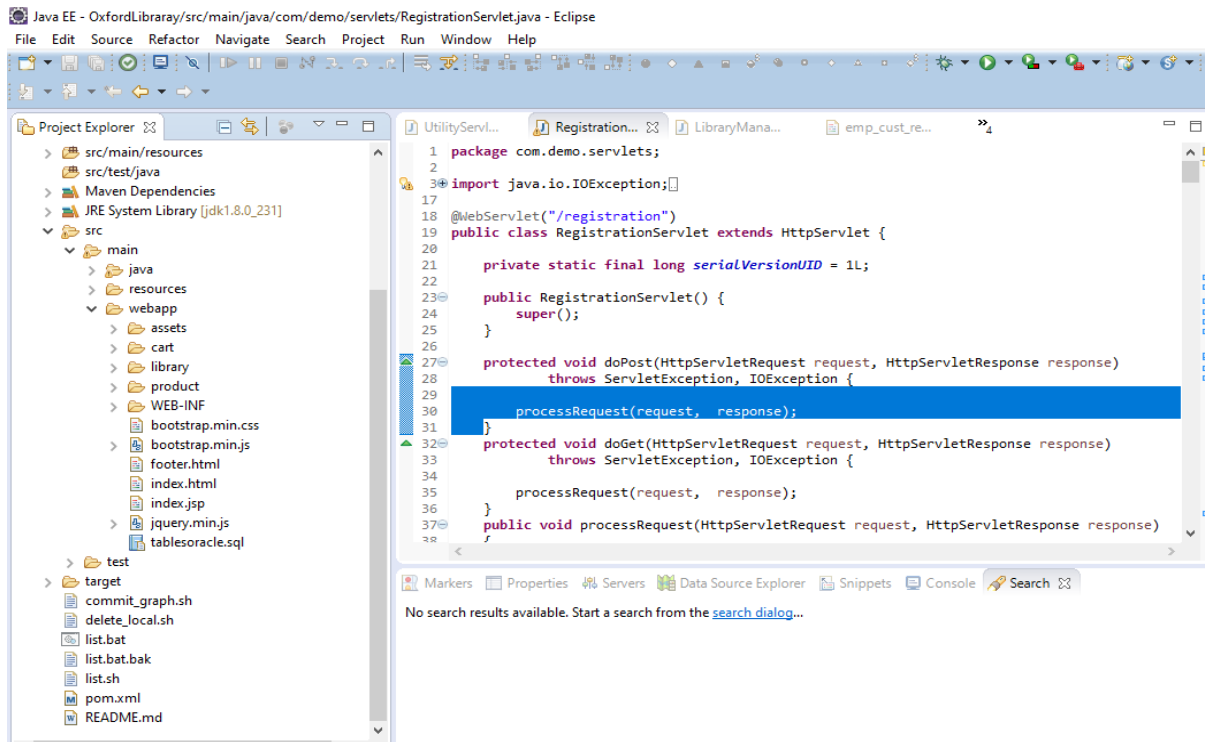 Java EE - OxfordLibraray/src/main/java/com/demo/servlets/RegistrationServlet.java - Eclipse
File Edit Source Refactor Navigate Search Project Run Window Help
Project Explorer
src/main/resources
src/test/java
Maven Dependencies
JRE System Library [jdk1.8.0_231]
src
main
java
resources
webapp
assets
cart
library
product
WEB-INF
bootstrap.min.css
bootstrap.min.js
footer.html
index.html
index.jsp
jquery.min.js
tablesoracle.sql
test
target
commit_graph.sh
delete_local.sh
list.bat
list.bat.bak
list.sh
pom.xml
README.md
UtilityServl... Registration... LibraryMana... emp_cust_re... »4
1 package com.demo.servlets;
2
3 import java.io.IOException;
17
18 @WebServlet("/registration")
19 public class RegistrationServlet extends HttpServlet {
20
21 private static final long serialVersionUID = 1L;
22
23 public RegistrationServlet() {
24 super();
25 }
26
27 protected void doPost(HttpServletRequest request, HttpServletResponse response)
28 throws ServletException, IOException {
29
30 processRequest(request,  response);
31 }
32 protected void doGet(HttpServletRequest request, HttpServletResponse response)
33 throws ServletException, IOException {
34
35 processRequest(request,  response);
36 }
37 public void processRequest(HttpServletRequest request, HttpServletResponse response)
38 {
Markers Properties Servers Data Source Explorer Snippets Console Search
No search results available. Start a search from the search dialog...